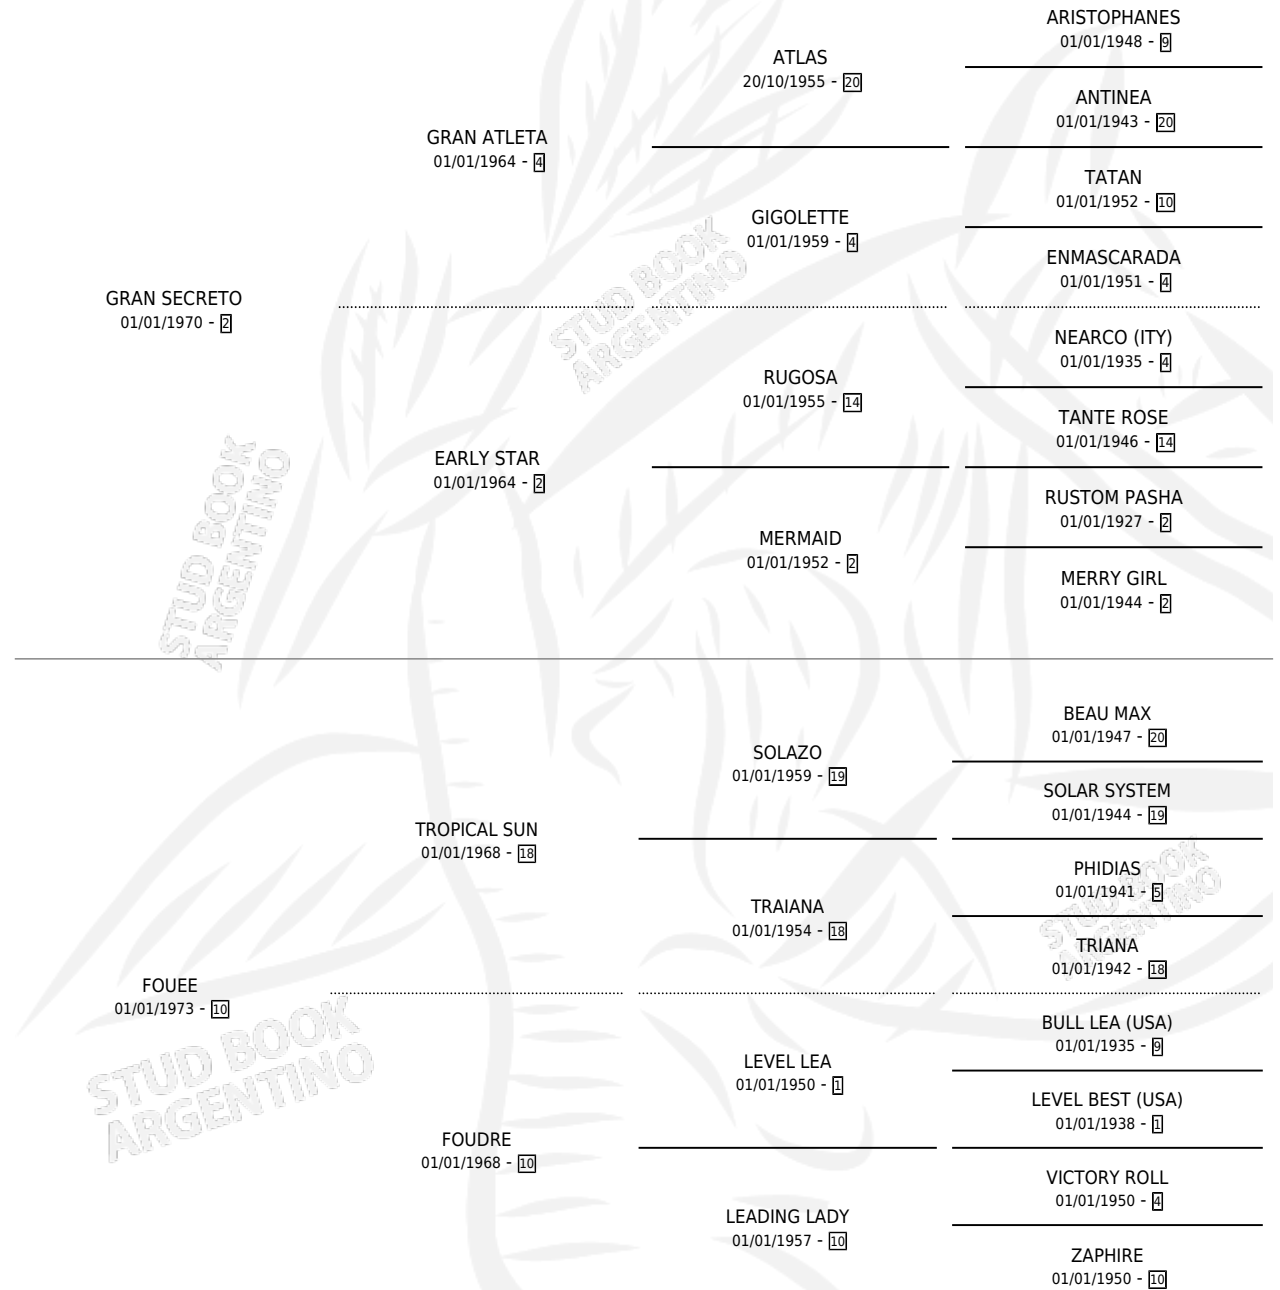 ARISTOPHANES
01/01/1948 - 9
ATLAS
20/10/1955 - 20
ANTINEA
01/01/1943 - 20
GRAN ATLETA
01/01/1964 - 4
TATAN
01/01/1952 - 10
GIGOLETTE
01/01/1959 - 4
ENMASCARADA
01/01/1951 - 4
GRAN SECRETO
01/01/1970 - 2
NEARCO (ITY)
01/01/1935 - 4
RUGOSA
01/01/1955 - 14
TANTE ROSE
01/01/1946 - 14
EARLY STAR
01/01/1964 - 2
RUSTOM PASHA
01/01/1927 - 2
MERMAID
01/01/1952 - 2
MERRY GIRL
01/01/1944 - 2
STUD BOOK
ARGENTINO
STUD BOOK
ARGENTINO
BEAU MAX
01/01/1947 - 20
SOLAZO
01/01/1959 - 19
SOLAR SYSTEM
01/01/1944 - 19
TROPICAL SUN
01/01/1968 - 18
PHIDIAS
01/01/1941 - 5
TRAIANA
01/01/1954 - 18
TRIANA
01/01/1942 - 18
FOUEE
01/01/1973 - 10
BULL LEA (USA)
01/01/1935 - 9
LEVEL LEA
01/01/1950 - 1
LEVEL BEST (USA)
01/01/1938 - 1
FOUDRE
01/01/1968 - 10
VICTORY ROLL
01/01/1950 - 4
LEADING LADY
01/01/1957 - 10
ZAPHIRE
01/01/1950 - 10
STUD BOOK
ARGENTINO
STUD BOOK
ARGENTINO